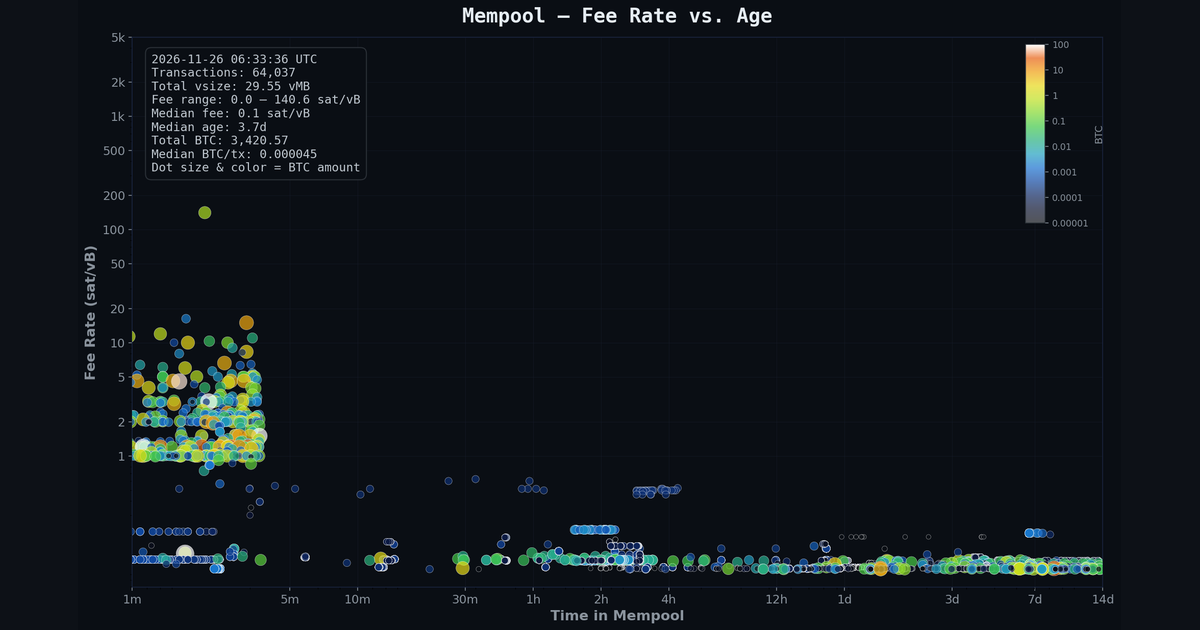 Mempool — Fee Rate vs. Age
2026-11-26 06:33:36 UTC
Transactions: 64,037
Total vsize: 29.55 vMB
Fee range: 0.0 — 140.6 sat/vB
Median fee: 0.1 sat/vB
Median age: 3.7d
Total BTC: 3,420.57
Median BTC/tx: 0.000045
Dot size & color = BTC amount
5k
2k
1k
500
200
100
50
20
10
5
2
1
Fee Rate (sat/vB)
100
10
1
0.1
0.01
0.001
0.0001
0.00001
BTC
1m
5m
10m
30m
1h
2h
4h
12h
1d
3d
7d
14d
Time in Mempool